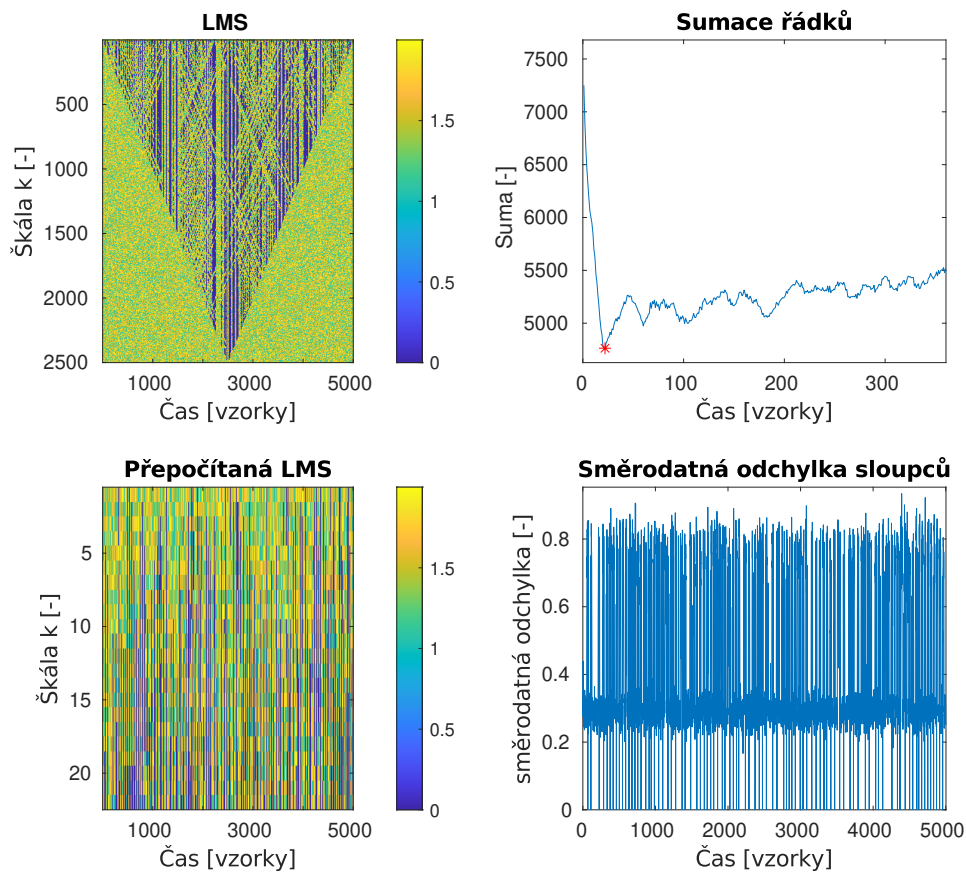 LMS
500
1000
1500
2000
2500
1000 3000 5000
Škála k [-]
Čas [vzorky]
1.5
1
0.5
0
Sumace řádků
7500
7000
6500
6000
5500
5000
0 100 200 300
Suma [-]
Čas [vzorky]
Přepočítaná LMS
5
10
15
20
1000 3000 5000
Škála k [-]
Čas [vzorky]
1.5
1
0.5
0
Směrodatná odchylka sloupců
0.8
0.6
0.4
0.2
0
0 1000 2000 3000 4000 5000
směrodatná odchylka [-]
Čas [vzorky]